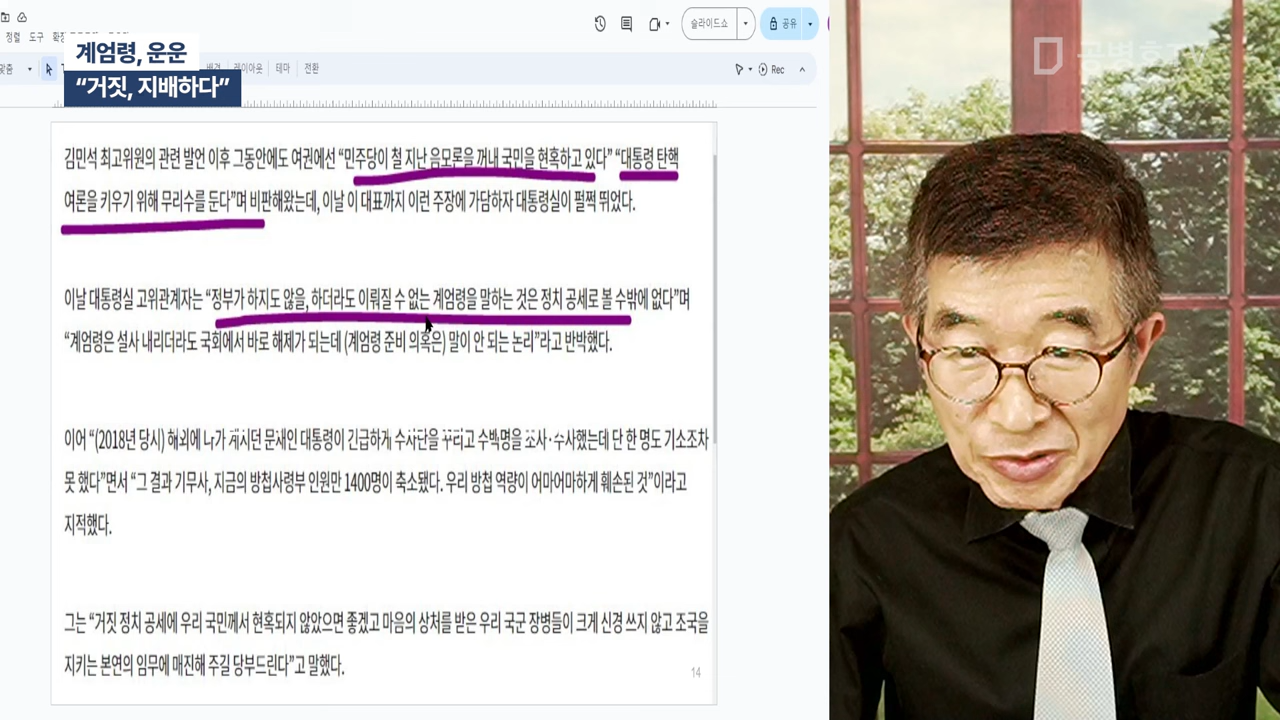 정렬 도구
계엄령, 운운
“거짓, 지배하다”
맞춤
배경 레이아웃 테마 전환
슬라이드쇼
공유
Rec
공병호TV
김민석 최고위원의 관련 발언 이후 그동안에도 여권에선 “민주당이 철 지난 음모론을 꺼내 국민을 현혹하고 있다” “대통령 탄핵
여론을 키우기 위해 무리수를 둔다”며 비판해왔는데, 이날 이 대표까지 이런 주장에 가담하자 대통령실이 펄쩍 뛰었다.
이날 대통령실 고위관계자는 “정부가 하지도 않을, 하더라도 이뤄질 수 없는 계엄령을 말하는 것은 정치 공세로 볼 수밖에 없다”며
“계엄령은 설사 내리더라도 국회에서 바로 해제가 되는데 (계엄령 준비 의혹은) 말이 안 되는 논리”라고 반박했다.
이어 “(2018년 당시) 해외에 나가 계시던 문재인 대통령이 긴급하게 수사단을 꾸리고 수백명을 조사·수사했는데 단 한 명도 기소조차
못 했다”면서 “그 결과 기무사, 지금의 방첩사령부 인원만 1400명이 축소됐다. 우리 방첩 역량이 어마어마하게 훼손된 것”이라고
지적했다.
그는 “거짓 정치 공세에 우리 국민께서 현혹되지 않았으면 좋겠고 마음의 상처를 받은 우리 국군 장병들이 크게 신경 쓰지 않고 조국을
지키는 본연의 임무에 매진해 주길 당부드린다”고 말했다.
14